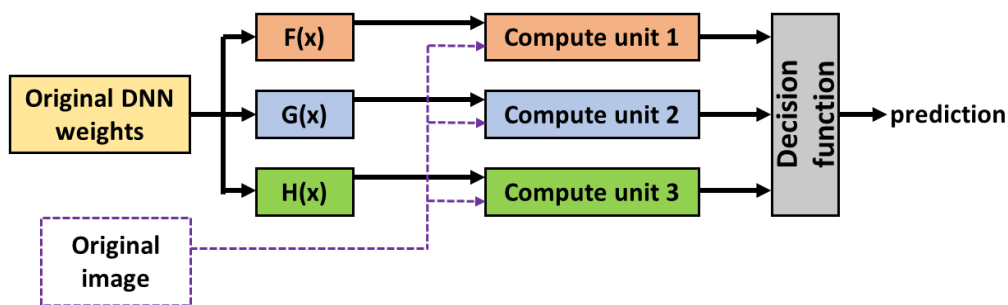 Original DNN
weights
F(x)
G(x)
H(x)
Original
image
Compute unit 1
Compute unit 2
Compute unit 3
Decision
function
prediction